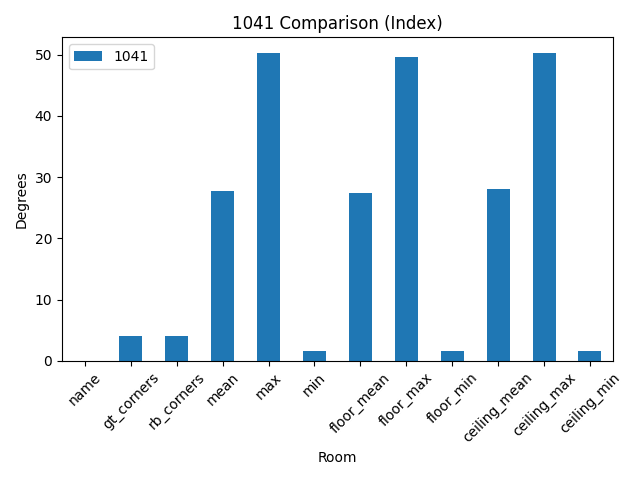 1041 Comparison (Index)
1041
Degrees
50
40
30
20
10
0
name
gt_corners
rb_corners
mean
max
min
floor_mean
floor_max
floor_min
ceiling_mean
ceiling_max
ceiling_min
Room